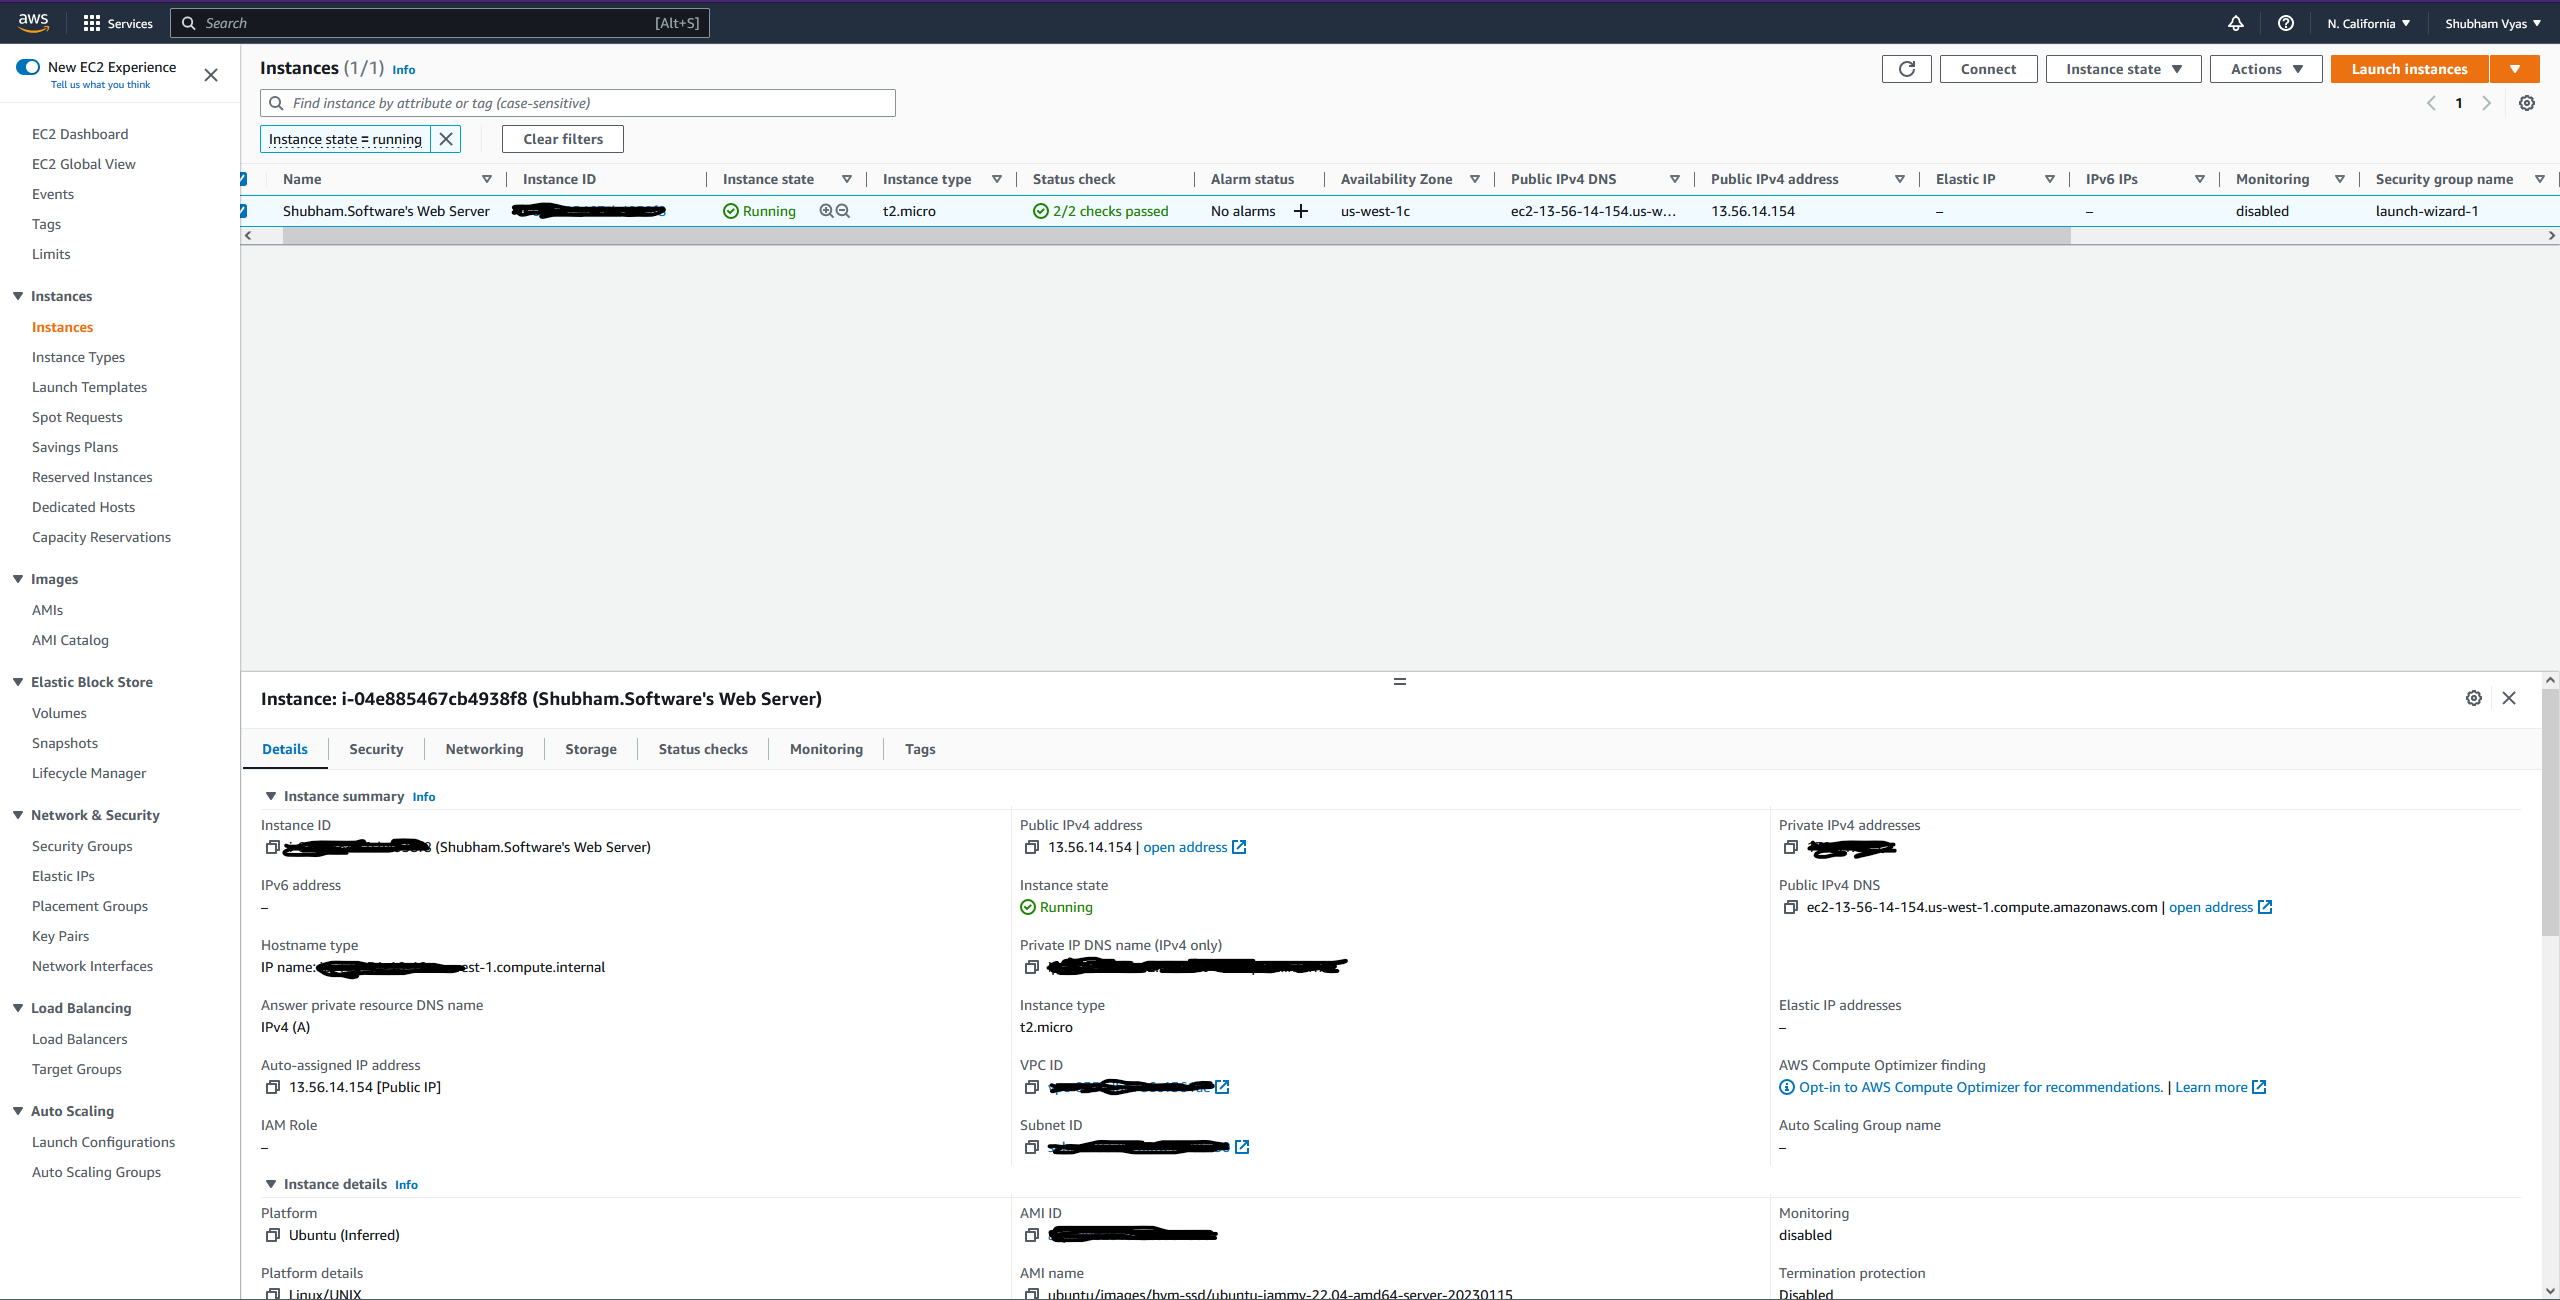 aws
Services
Search
[Alt+S]
N. California
Shubham Vyas
New EC2 Experience
Tell us what you think
EC2 Dashboard
EC2 Global View
Events
Tags
Limits
Instances
Instances
Instance Types
Launch Templates
Spot Requests
Savings Plans
Reserved Instances
Dedicated Hosts
Capacity Reservations
Images
AMIs
AMI Catalog
Elastic Block Store
Volumes
Snapshots
Lifecycle Manager
Network & Security
Security Groups
Elastic IPs
Placement Groups
Key Pairs
Network Interfaces
Load Balancing
Load Balancers
Target Groups
Auto Scaling
Launch Configurations
Auto Scaling Groups
Instances (1/1) Info
Connect
Instance state
Actions
Launch instances
Find instance by attribute or tag (case-sensitive)
1
Instance state = running
Clear filters
Name Instance ID Instance state Instance type Status check Alarm status Availability Zone Public IPv4 DNS Public IPv4 address Elastic IP IPv6 IPs Monitoring Security group name
Shubham.Software's Web Server Running t2.micro 2/2 checks passed No alarms us-west-1c ec2-13-56-14-154.us-w... 13.56.14.154 – – disabled launch-wizard-1
Instance: i-04e885467cb4938f8 (Shubham.Software's Web Server)
Details Security Networking Storage Status checks Monitoring Tags
Instance summary Info
Instance ID
(Shubham.Software's Web Server)
Public IPv4 address
13.56.14.154 | open address
Private IPv4 addresses
IPv6 address
–
Instance state
Running
Public IPv4 DNS
ec2-13-56-14-154.us-west-1.compute.amazonaws.com | open address
Hostname type
IP name: est-1.compute.internal
Private IP DNS name (IPv4 only)
Answer private resource DNS name
IPv4 (A)
Instance type
t2.micro
Elastic IP addresses
–
Auto-assigned IP address
13.56.14.154 [Public IP]
VPC ID
AWS Compute Optimizer finding
Opt-in to AWS Compute Optimizer for recommendations. | Learn more
IAM Role
–
Subnet ID
Auto Scaling Group name
–
Instance details Info
Platform
Ubuntu (Inferred)
AMI ID
Monitoring
disabled
Platform details
Linux/UNIX
AMI name
ubuntu/images/hvm-ssd/ubuntu-jammy-22.04-amd64-server-20230115
Termination protection
Disabled